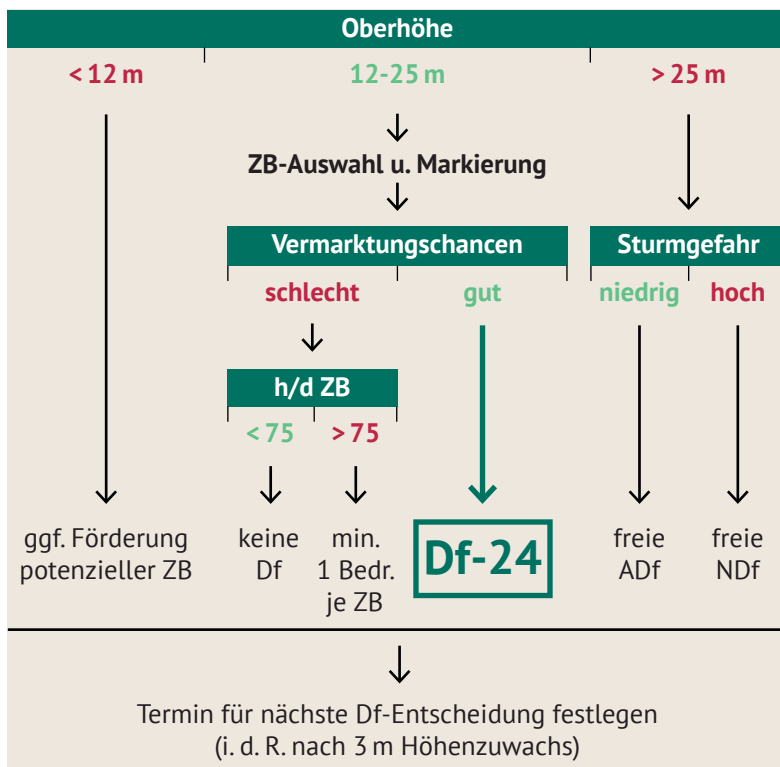 Oberhöhe
< 12 m
12-25 m
> 25 m
ZB-Auswahl u. Markierung
Vermarktungschancen
Sturmgefahr
schlecht
gut
niedrig
hoch
h/d ZB
< 75
> 75
ggf. Förderung
potenzieller ZB
keine
Df
min.
1 Bedr.
je ZB
Df-24
freie
ADf
freie
NDf
Termin für nächste Df-Entscheidung festlegen
(i. d. R. nach 3 m Höhenzuwachs)